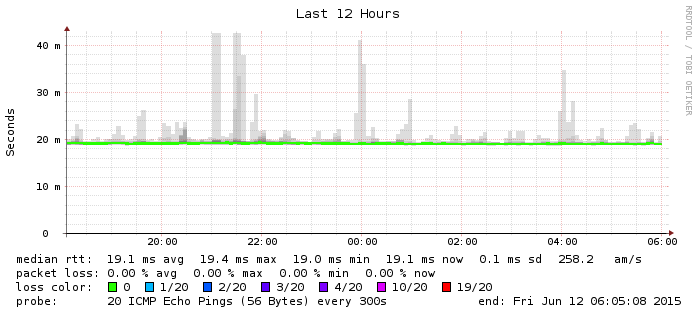 Last 12 Hours
RRDTOOL / TOBI OETIKER
Seconds
40 m
30 m
20 m
10 m
0
20:00 22:00 00:00 02:00 04:00 06:00
median rtt: 19.1 ms avg 19.4 ms max 19.0 ms min 19.1 ms now 0.1 ms sd 258.2 am/s
packet loss: 0.00 % avg 0.00 % max 0.00 % min 0.00 % now
loss color: 0 1/20 2/20 3/20 4/20 10/20 19/20
probe: 20 ICMP Echo Pings (56 Bytes) every 300s end: Fri Jun 12 06:05:08 2015